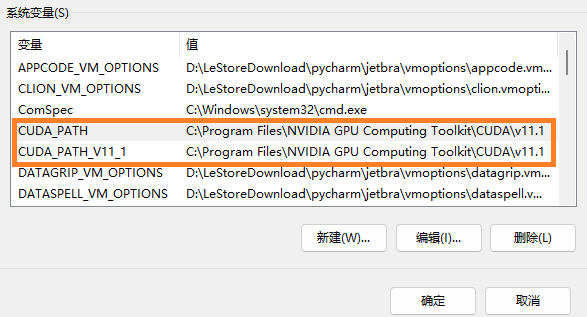 系统变量(S)
变量 值
APPCODE_VM_OPTIONS D:\LeStoreDownload\pycharm\jetbra\vmoptions\appcode.vm...
CLION_VM_OPTIONS D:\LeStoreDownload\pycharm\jetbra\vmoptions\clion.vmopti...
ComSpec C:\Windows\system32\cmd.exe
CUDA_PATH C:\Program Files\NVIDIA GPU Computing Toolkit\CUDA\v11.1
CUDA_PATH_V11_1 C:\Program Files\NVIDIA GPU Computing Toolkit\CUDA\v11.1
DATAGRIP_VM_OPTIONS D:\LeStoreDownload\pycharm\jetbra\vmoptions\datagrip.vm...
DATASPELL_VM_OPTIONS D:\LeStoreDownload\pycharm\jetbra\vmoptions\dataspell.v...
新建(W)... 编辑(I)... 删除(L)
确定 取消